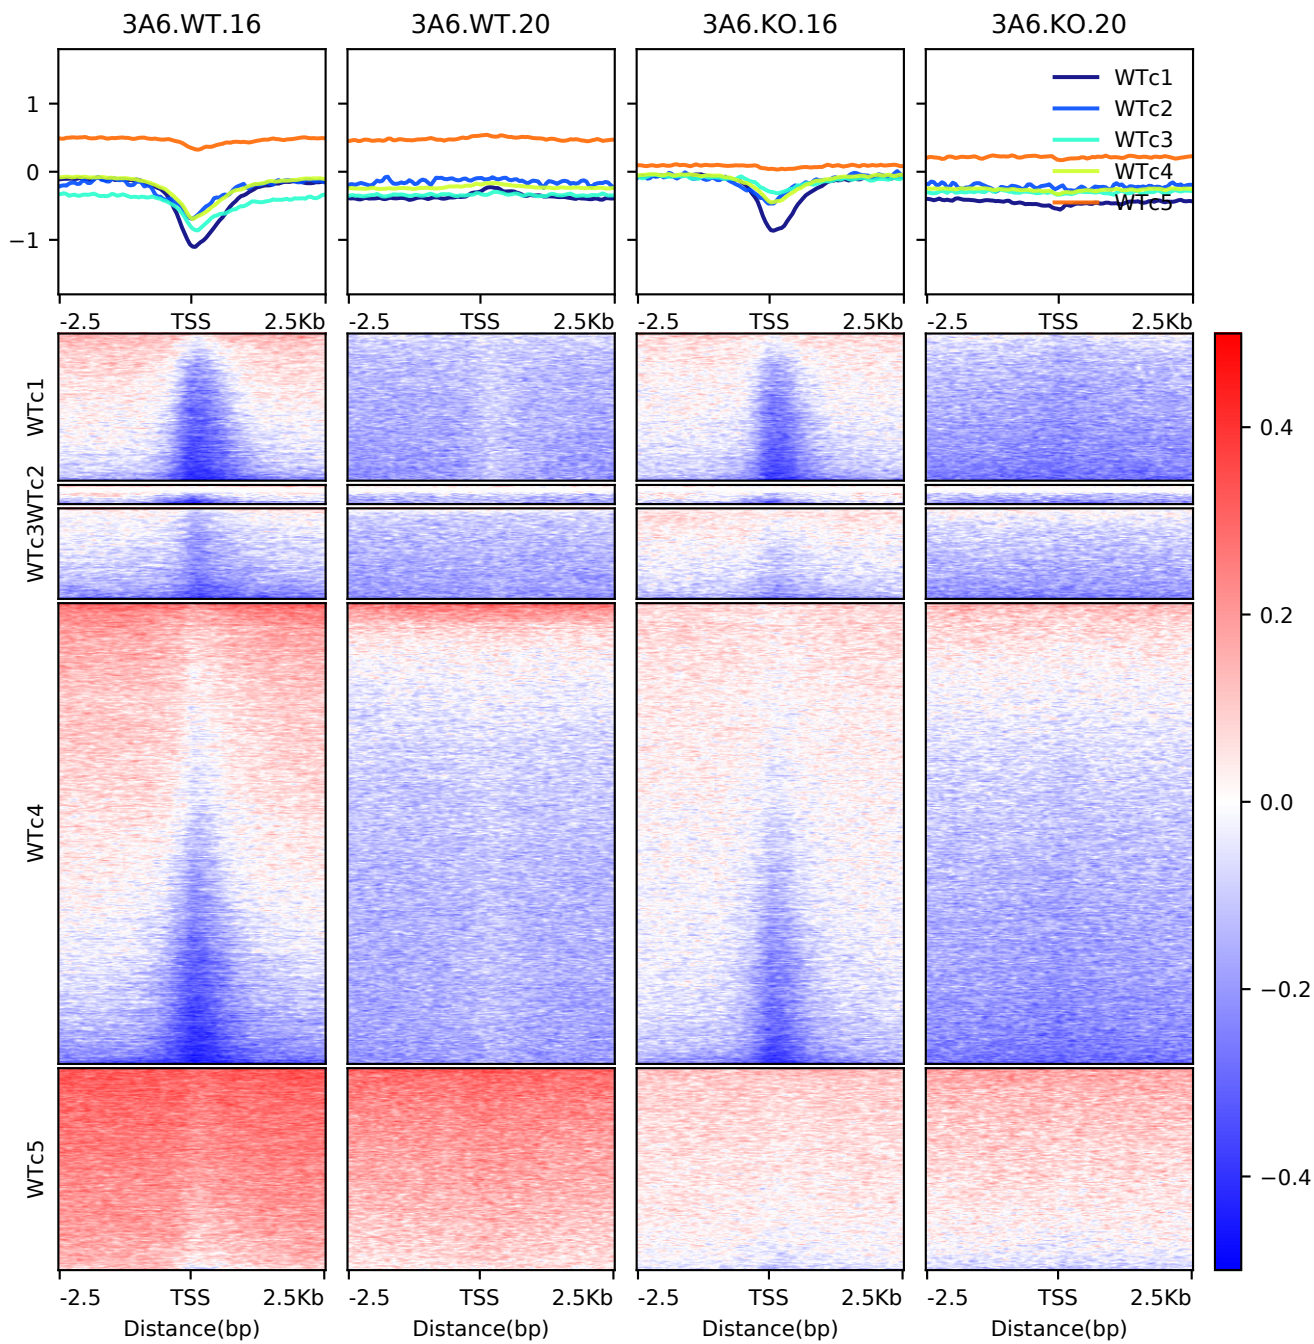 3A6.WT.16
3A6.WT.20
3A6.KO.16
3A6.KO.20
1
0
−1
WTc1
WTc2
WTc3
WTc4
WTc5
-2.5 TSS 2.5Kb
-2.5 TSS 2.5Kb
-2.5 TSS 2.5Kb
-2.5 TSS 2.5Kb
WTc1
WTc2
WTc3
WTc4
WTc5
0.4
0.2
0.0
−0.2
−0.4
-2.5 TSS 2.5Kb
-2.5 TSS 2.5Kb
-2.5 TSS 2.5Kb
-2.5 TSS 2.5Kb
Distance(bp)
Distance(bp)
Distance(bp)
Distance(bp)